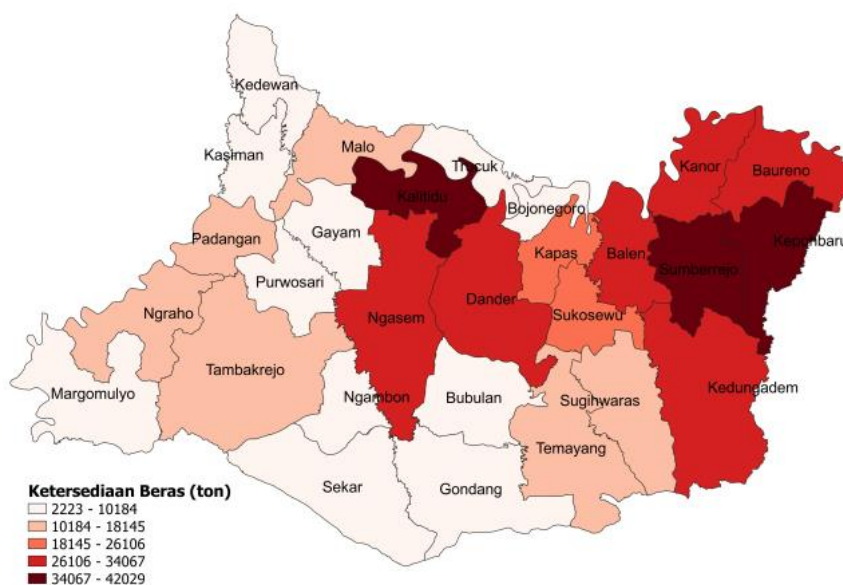 Kedewan
Kasiman
Malo
Trucuk
Kanor
Baureno
Kalitidu
Bojonegoro
Padangan
Gayam
Kapas
Balen
Sumberrejo
Kepohbaru
Purwosari
Ngraho
Ngasem
Dander
Sukosewu
Tambakrejo
Margomulyo
Ngambon
Bubulan
Sugihwaras
Kedungadem
Temayang
Sekar
Gondang
Ketersediaan Beras (ton)
2223 - 10184
10184 - 18145
18145 - 26106
26106 - 34067
34067 - 42029